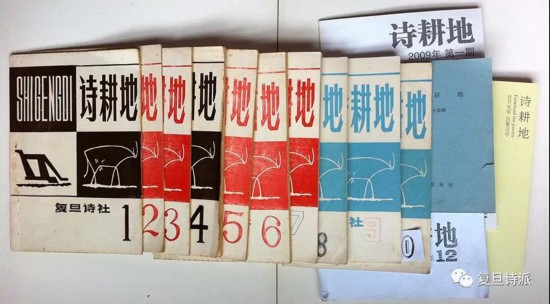 SHIGENGDI
诗耕地
复旦诗社
1
地
2
地
3
地
4
地
5
地
6
地
7
8
耕地
社
9
地
0
诗耕地
2009年 第一期
耕 地
地
12
诗耕地
复旦诗派